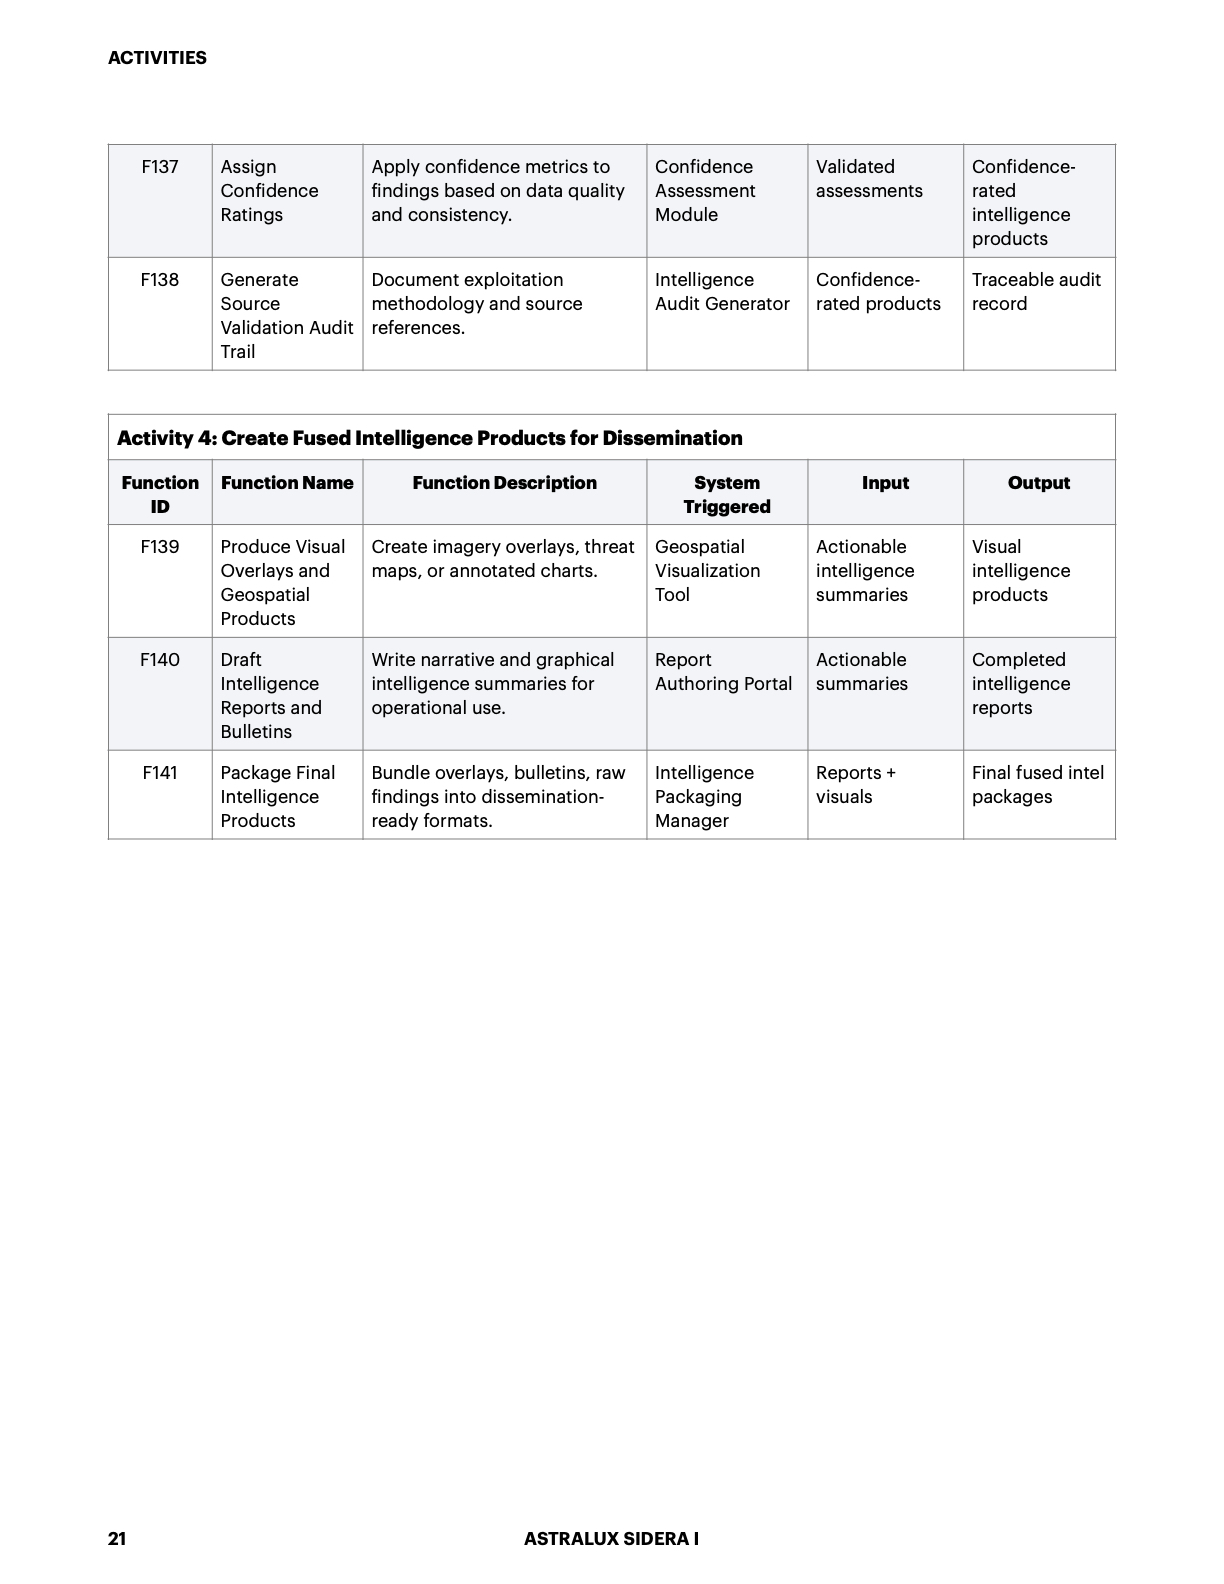 ACTIVITIES
F137
Assign
Confidence
Ratings
Apply confidence metrics to
findings based on data quality
and consistency.
Confidence
Assessment
Module
Validated
assessments
Confidence-
rated
intelligence
products
F138
Generate
Source
Validation Audit
Trail
Document exploitation
methodology and source
references.
Intelligence
Audit Generator
Confidence-
rated products
Traceable audit
record
Activity 4: Create Fused Intelligence Products for Dissemination
Function
ID
Function Name
Function Description
System
Triggered
Input
Output
F139
Produce Visual
Overlays and
Geospatial
Products
Create imagery overlays, threat
maps, or annotated charts.
Geospatial
Visualization
Tool
Actionable
intelligence
summaries
Visual
intelligence
products
F140
Draft
Intelligence
Reports and
Bulletins
Write narrative and graphical
intelligence summaries for
operational use.
Report
Authoring Portal
Actionable
summaries
Completed
intelligence
reports
F141
Package Final
Intelligence
Products
Bundle overlays, bulletins, raw
findings into dissemination-
ready formats.
Intelligence
Packaging
Manager
Reports +
visuals
Final fused intel
packages
21
ASTRALUX SIDERA I